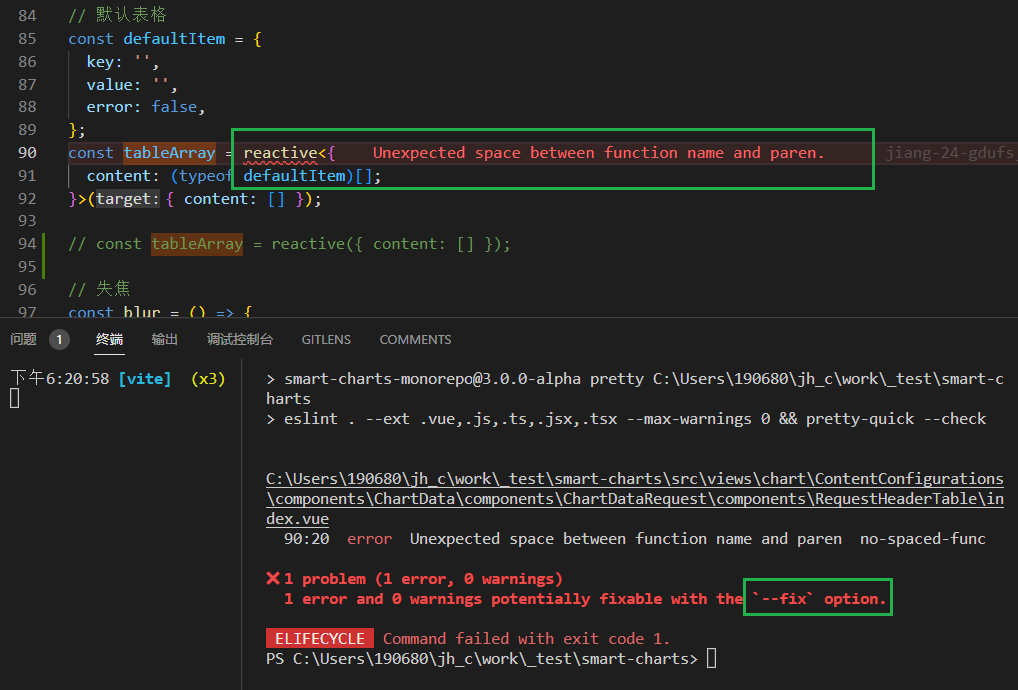 84 // 默认表格
85 const defaultItem = {
86 key: '',
87 value: '',
88 error: false,
89 };
90 const tableArray = reactive<{ Unexpected space between function name and paren. jiang-24-gdufs
91 content: (typeof defaultItem)[];
92 }>(target: { content: [] });
93
94 // const tableArray = reactive({ content: [] });
95
96 // 失焦
97 const blur = () => {
问题 1 终端 输出 调试控制台 GITLENS COMMENTS
下午6:20:58 [vite] (x3)
> smart-charts-monorepo@3.0.0-alpha pretty C:\Users\190680\jh_c\work\_test\smart-c
harts
> eslint . --ext .vue,.js,.ts,.jsx,.tsx --max-warnings 0 && pretty-quick --check
C:\Users\190680\jh_c\work\_test\smart-charts\src\views\chart\ContentConfigurations
\components\ChartData\components\ChartDataRequest\components\RequestHeaderTable\in
dex.vue
90:20 error Unexpected space between function name and paren no-spaced-func
❌1 problem (1 error, 0 warnings)
1 error and 0 warnings potentially fixable with the `--fix` option.
ELIFECYCLE Command failed with exit code 1.
PS C:\Users\190680\jh_c\work\_test\smart-charts>